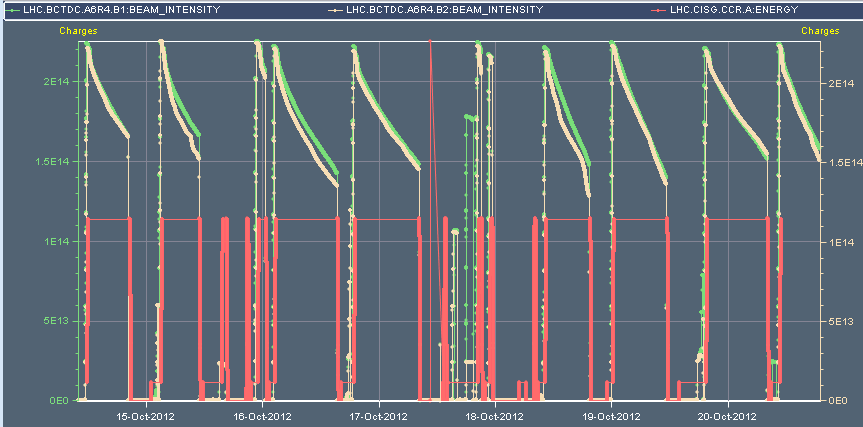 LHC.BCTDC.A6R4.B1:BEAM_INTENSITY LHC.BCTDC.A6R4.B2:BEAM_INTENSITY LHC.CISG.CCR.A:ENERGY
Charges Charges
2E14 2E14
1.5E14 1.5E14
1E14 1E14
5E13 5E13
0E0 0E0
15-Oct-2012 16-Oct-2012 17-Oct-2012 18-Oct-2012 19-Oct-2012 20-Oct-2012